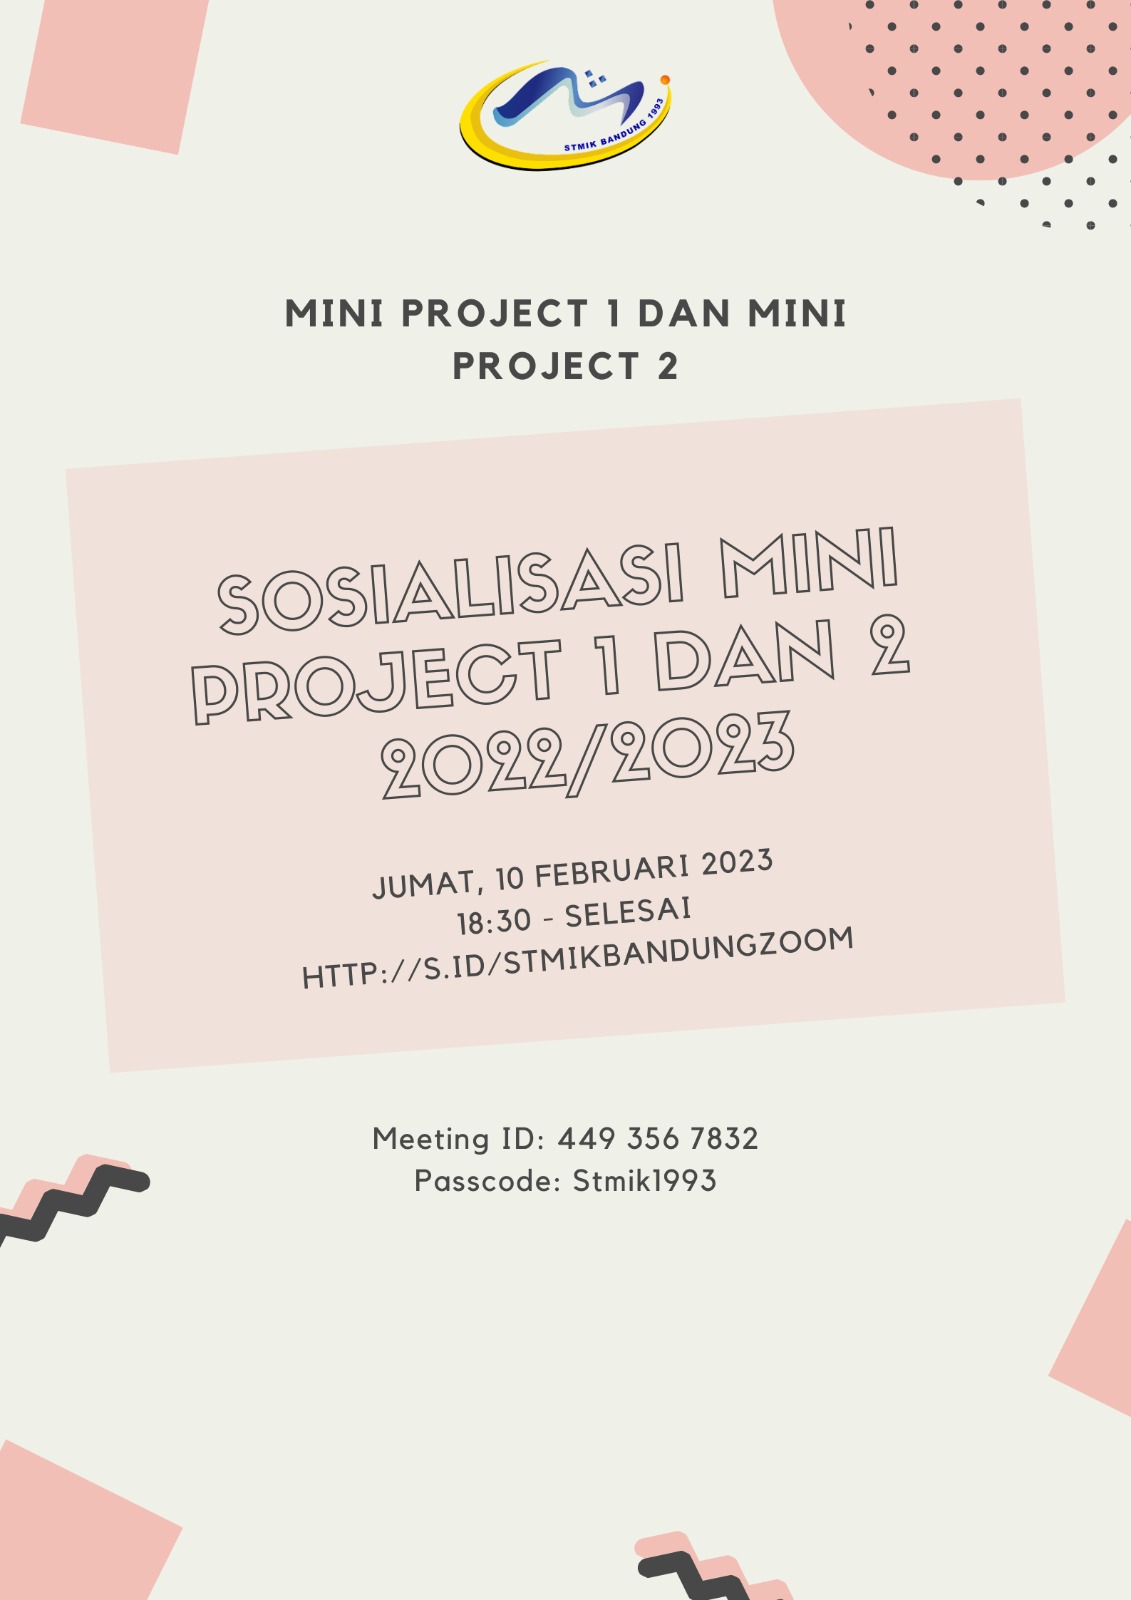 STMIK BANDUNG 1993
MINI PROJECT 1 DAN MINI
PROJECT 2
SOSIALISASI MINI
PROJECT 1 DAN 2
2022/2023
JUMAT, 10 FEBRUARI 2023
18:30 - SELESAI
HTTP://S.ID/STMIKBANDUNGZOOM
Meeting ID: 449 356 7832
Passcode: Stmik1993